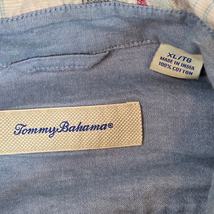 XL/TG
MADE IN INDIA
100% COTTON
Tommy Bahama®